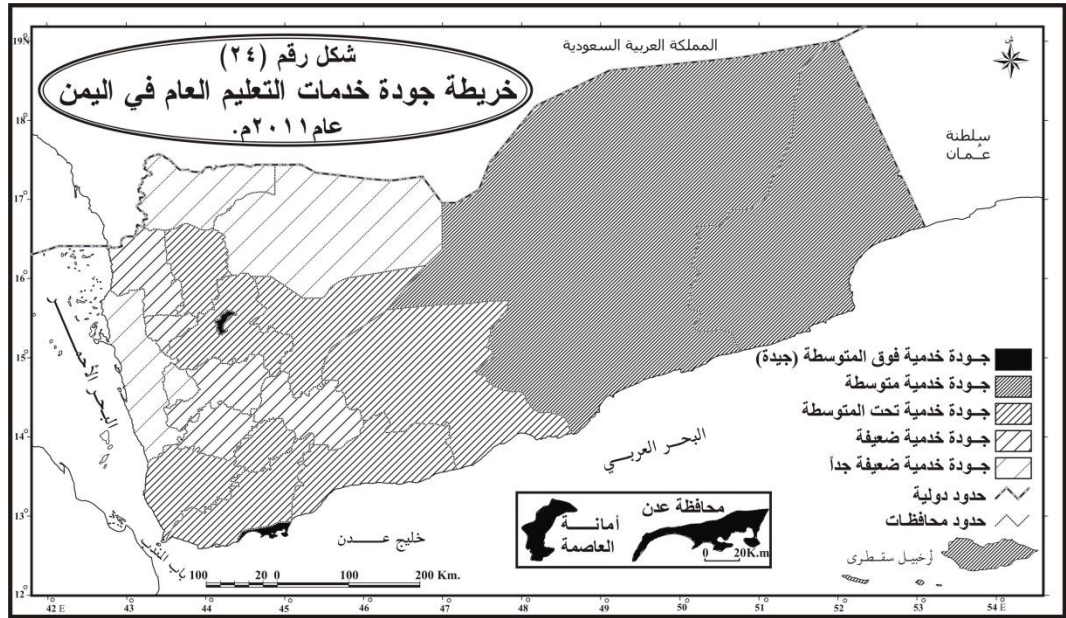 شكل رقم (٢٤)
خريطة جودة خدمات التعليم العام في اليمن
عام ٢٠١١م.
المملكة العربية السعودية
ش
سلطنة
عُمان
19N
18
17
16
15
14
13
12
البحر الأحمر
باب المندب
خليج عدن
البحر العربي
جودة خدمية فوق المتوسطة (جيدة)
جودة خدمية متوسطة
جودة خدمية تحت المتوسطة
جودة خدمية ضعيفة
جودة خدمية ضعيفة جداً
حدود دولية
حدود محافظات
أرخبيل سقطرى
محافظة عدن
أمانة
العاصمة
0 20K.m
100 20 0 100 200 Km.
42 E 43 44 45 46 47 48 49 50 51 52 53 54 E